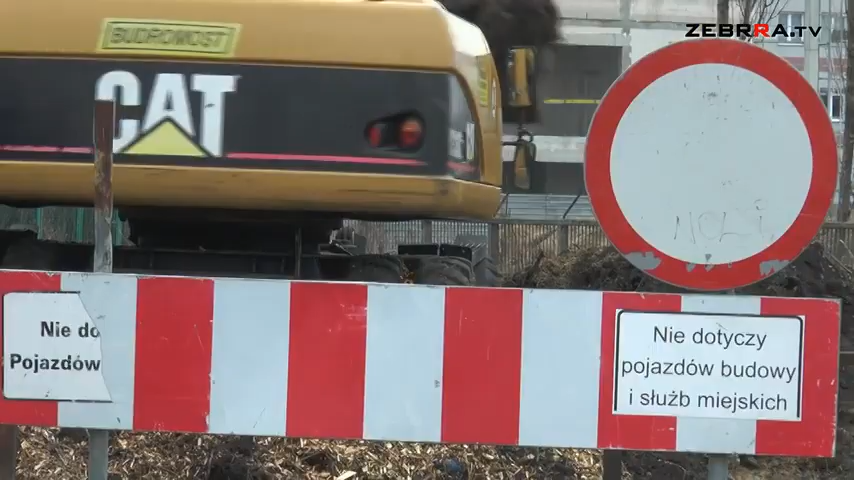 ZEBRRA.TV
BUDROMOST
CAT
Nie do
Pojazdów
Nie dotyczy
pojazdów budowy
i służb miejskich